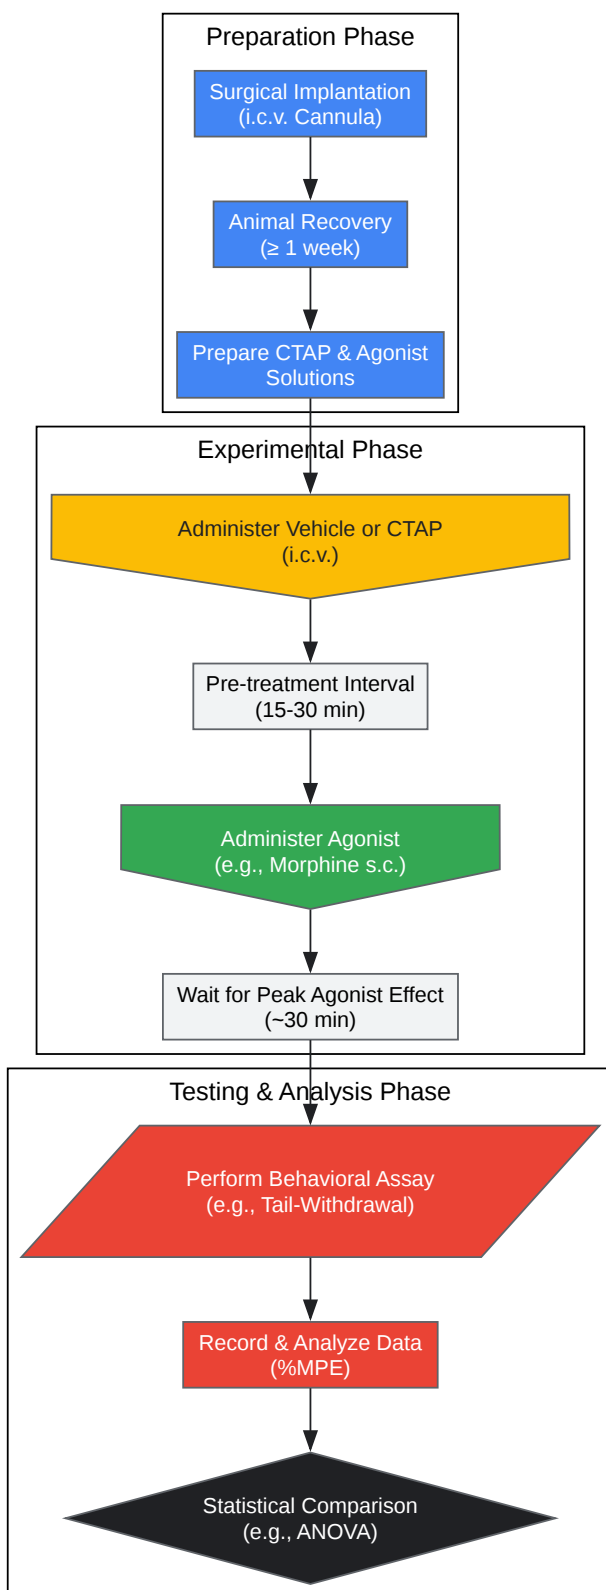 Preparation Phase
Surgical Implantation
(i.c.v. Cannula)
Animal Recovery
(≥ 1 week)
Prepare CTAP & Agonist
Solutions
Experimental Phase
Administer Vehicle or CTAP
(i.c.v.)
Pre-treatment Interval
(15-30 min)
Administer Agonist
(e.g., Morphine s.c.)
Wait for Peak Agonist Effect
(~30 min)
Testing & Analysis Phase
Perform Behavioral Assay
(e.g., Tail-Withdrawal)
Record & Analyze Data
(%MPE)
Statistical Comparison
(e.g., ANOVA)